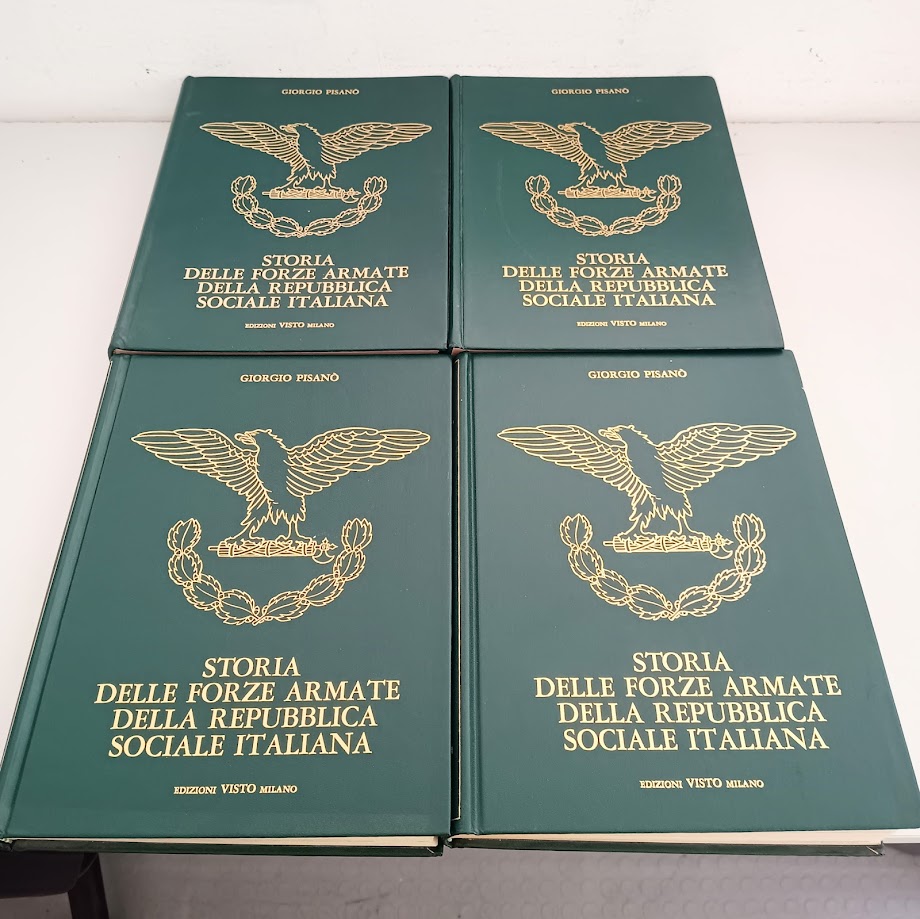 GIORGIO PISANÒ
STORIA
DELLE FORZE ARMATE
DELLA REPUBBLICA
SOCIALE ITALIANA
EDIZIONI VISTO MILANO
GIORGIO PISANÒ
STORIA
DELLE FORZE ARMATE
DELLA REPUBBLICA
SOCIALE ITALIANA
EDIZIONI VISTO MILANO
GIORGIO PISANÒ
STORIA
DELLE FORZE ARMATE
DELLA REPUBBLICA
SOCIALE ITALIANA
EDIZIONI VISTO MILANO
GIORGIO PISANÒ
STORIA
DELLE FORZE ARMATE
DELLA REPUBBLICA
SOCIALE ITALIANA
EDIZIONI VISTO MILANO